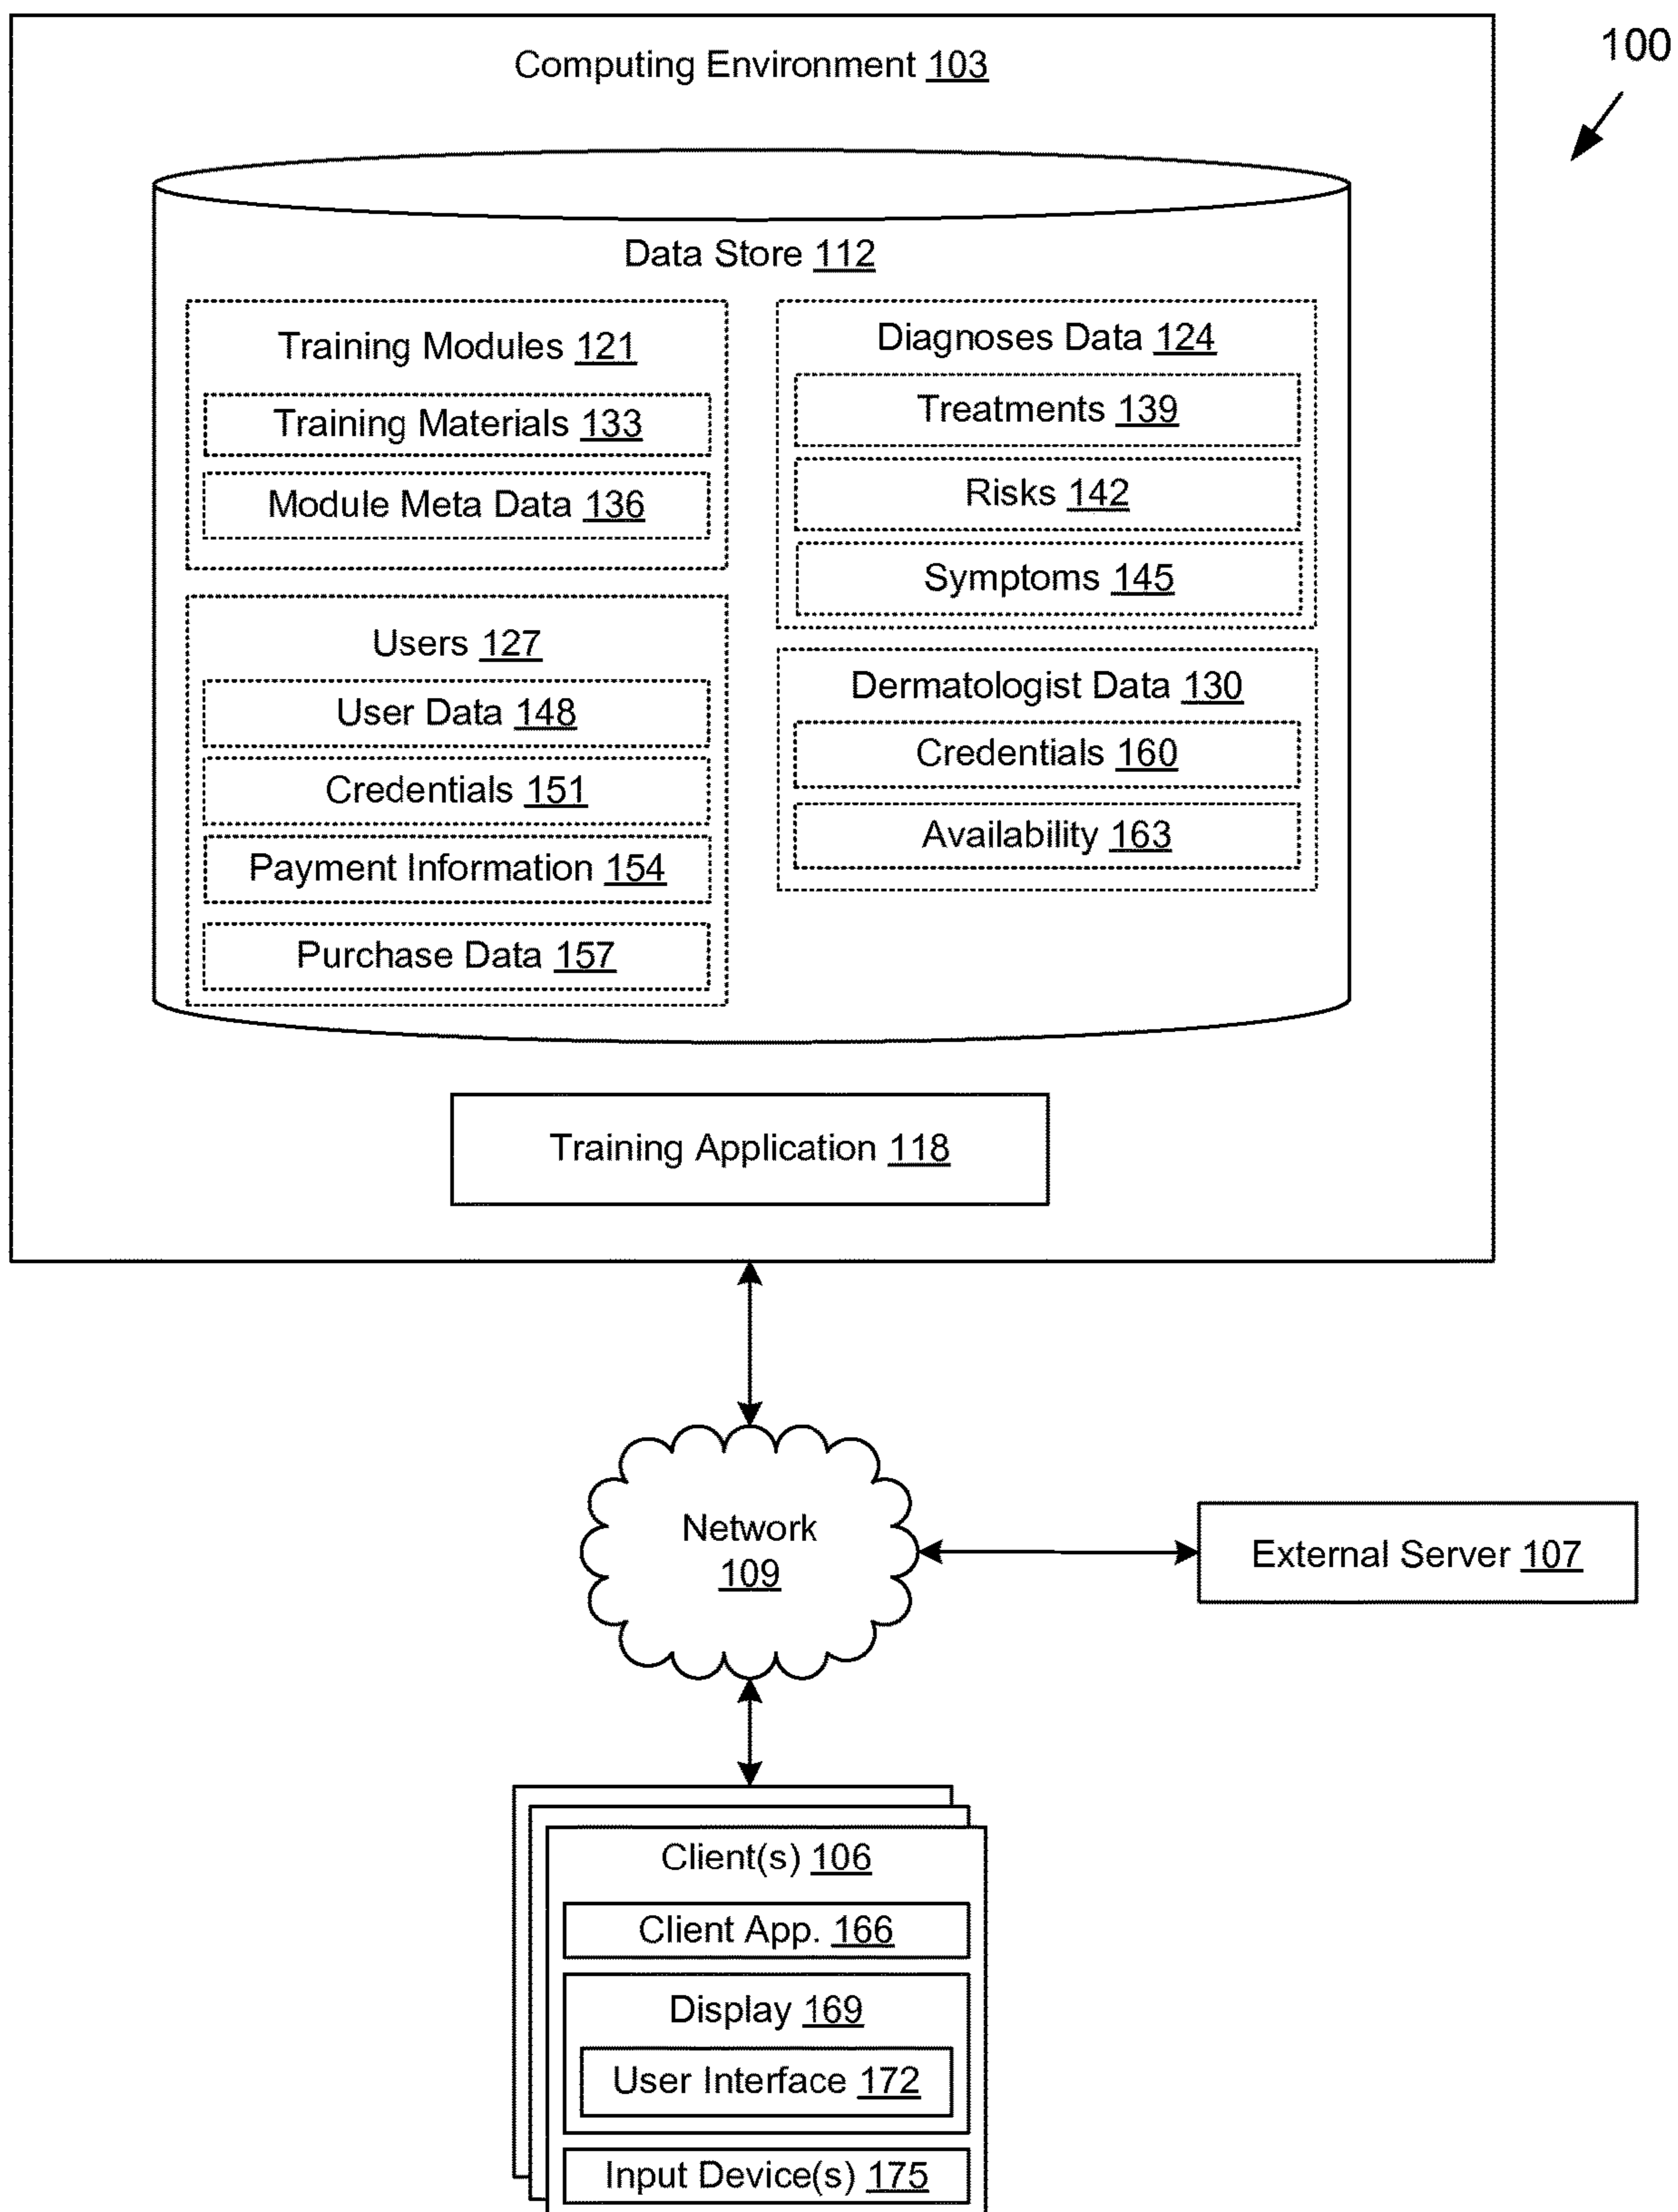 100
Computing Environment 103
Data Store 112
Training Modules 121
Training Materials 133
Module Meta Data 136
Users 127
User Data 148
Credentials 151
Payment Information 154
Purchase Data 157
Diagnoses Data 124
Treatments 139
Risks 142
Symptoms 145
Dermatologist Data 130
Credentials 160
Availability 163
Training Application 118
Network
109
External Server 107
Client(s) 106
Client App. 166
Display 169
User Interface 172
Input Device(s) 175